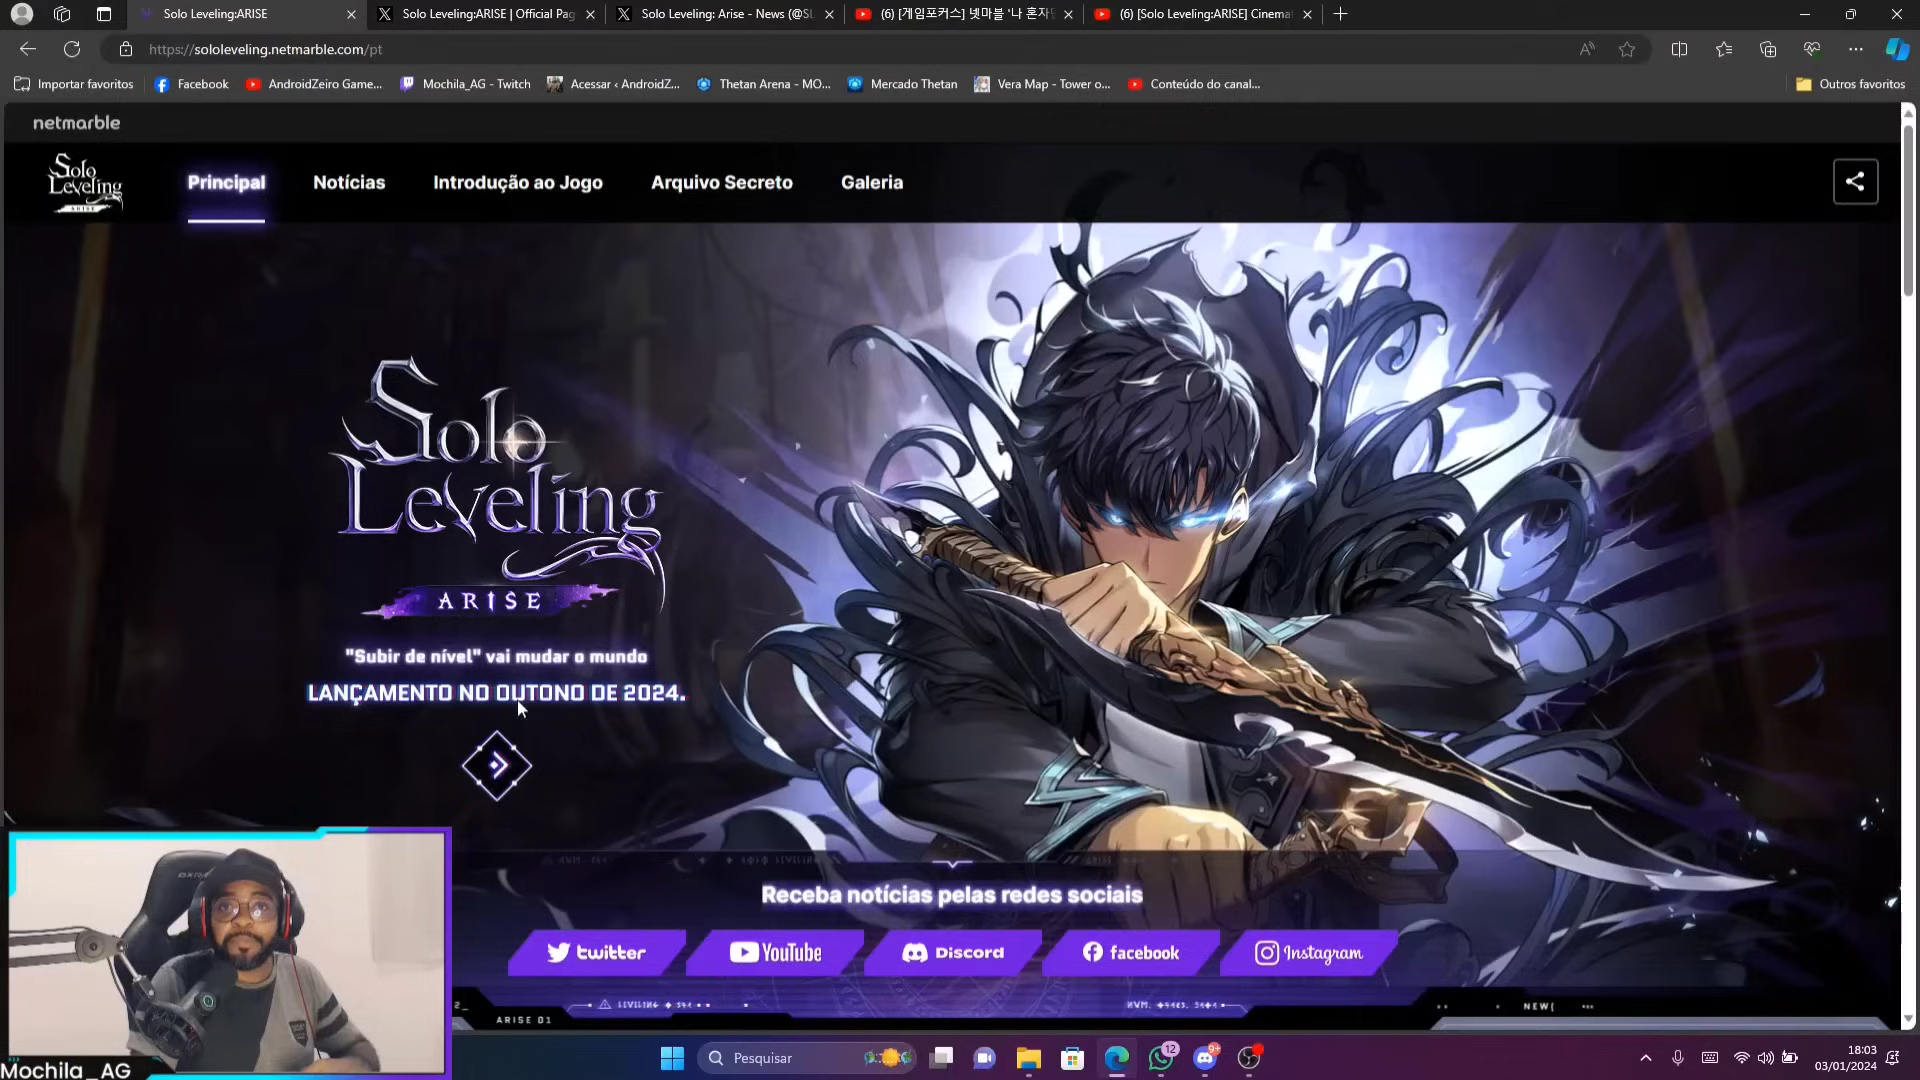 Solo Leveling:ARISE
Solo Leveling:ARISE | Official Pag
Solo Leveling: Arise - News (@SL
(6) [게임포커스] 넷마블 '나 혼자만
(6) [Solo Leveling:ARISE] Cinemat
https://sololeveling.netmarble.com/pt
Importar favoritos
Facebook
AndroidZeiro Game...
Mochila_AG - Twitch
Acessar ‹ AndroidZ...
Thetan Arena - MO...
Mercado Thetan
Vera Map - Tower o...
Conteúdo do canal...
Outros favoritos
netmarble
Solo
Leveling
ARISE
Principal
Notícias
Introdução ao Jogo
Arquivo Secreto
Galeria
Solo
Leveling
ARISE
"Subir de nível" vai mudar o mundo
LANÇAMENTO NO OUTONO DE 2024.
Receba notícias pelas redes sociais
twitter
YouTube
Discord
facebook
Instagram
ARISE 01
NEW(
Mochila_AG
Pesquisar
12
9+
18:03
03/01/2024